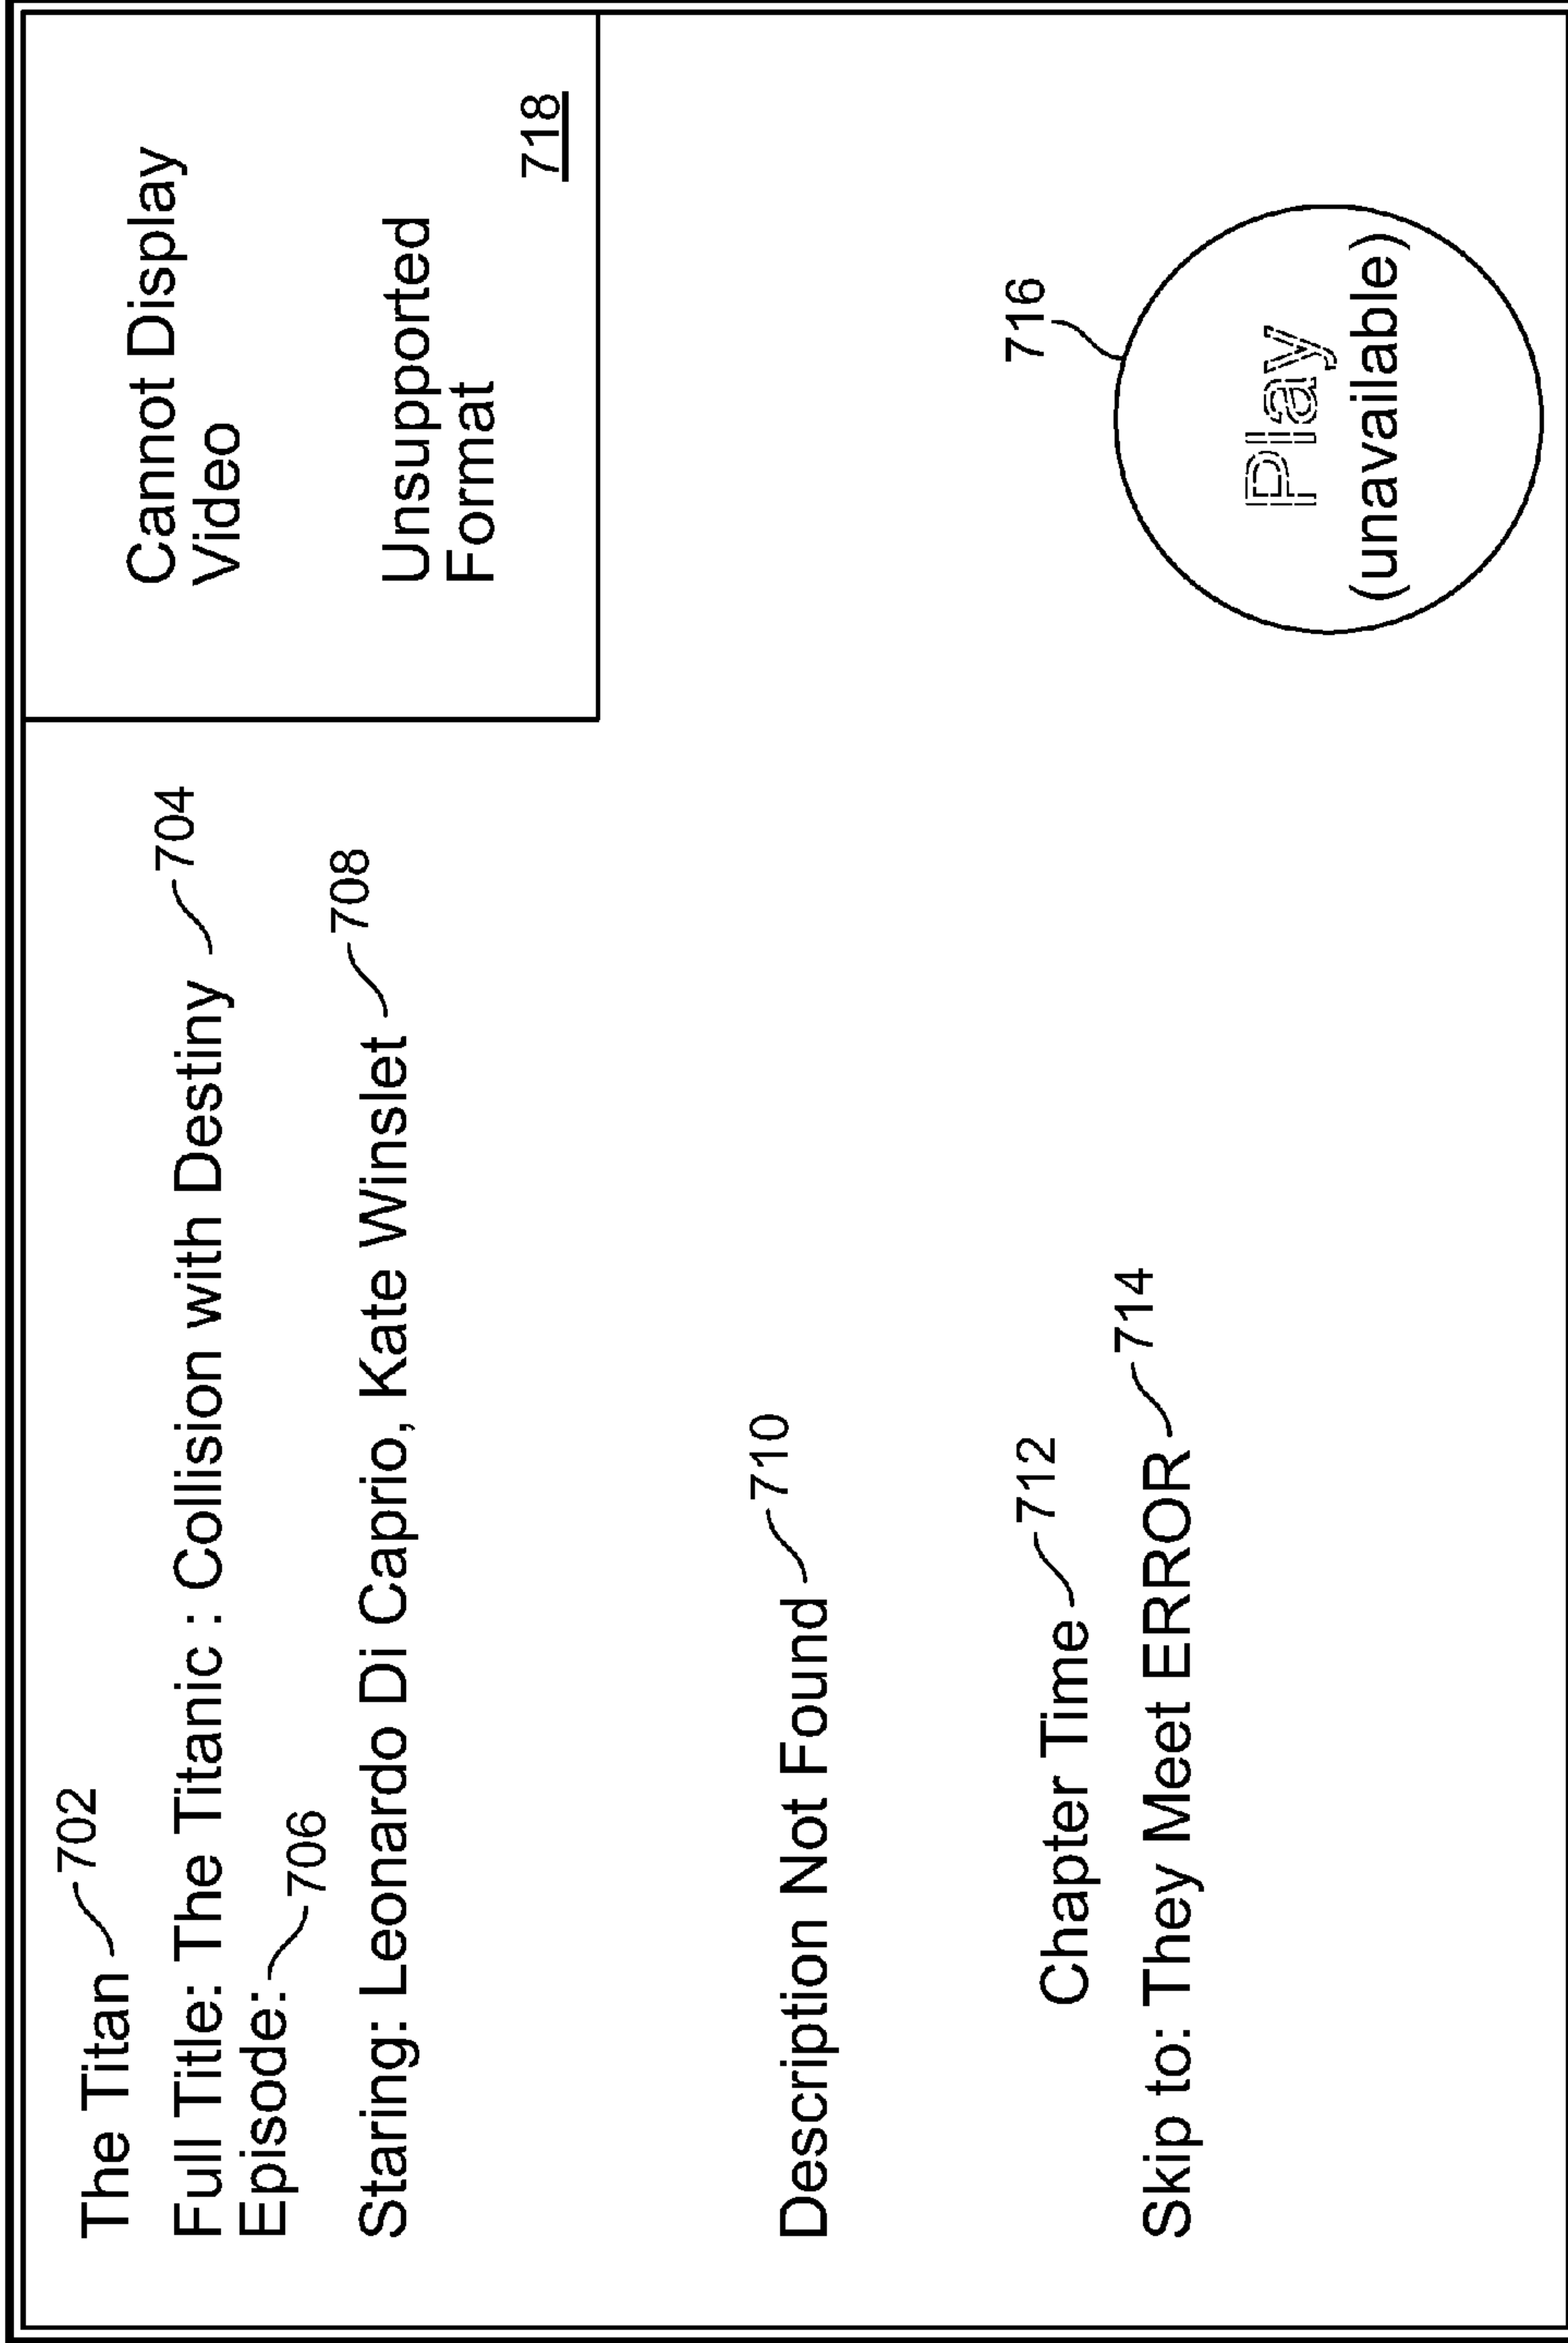 The Titan 702
Full Title: The Titanic : Collision with Destiny 704
Episode: 706
Staring: Leonardo Di Caprio, Kate Winslet 708
Cannot Display
Video
Unsupported
Format
718
Description Not Found 710
Chapter Time 712
Skip to: They Meet ERROR 714
716
Play
(unavailable)